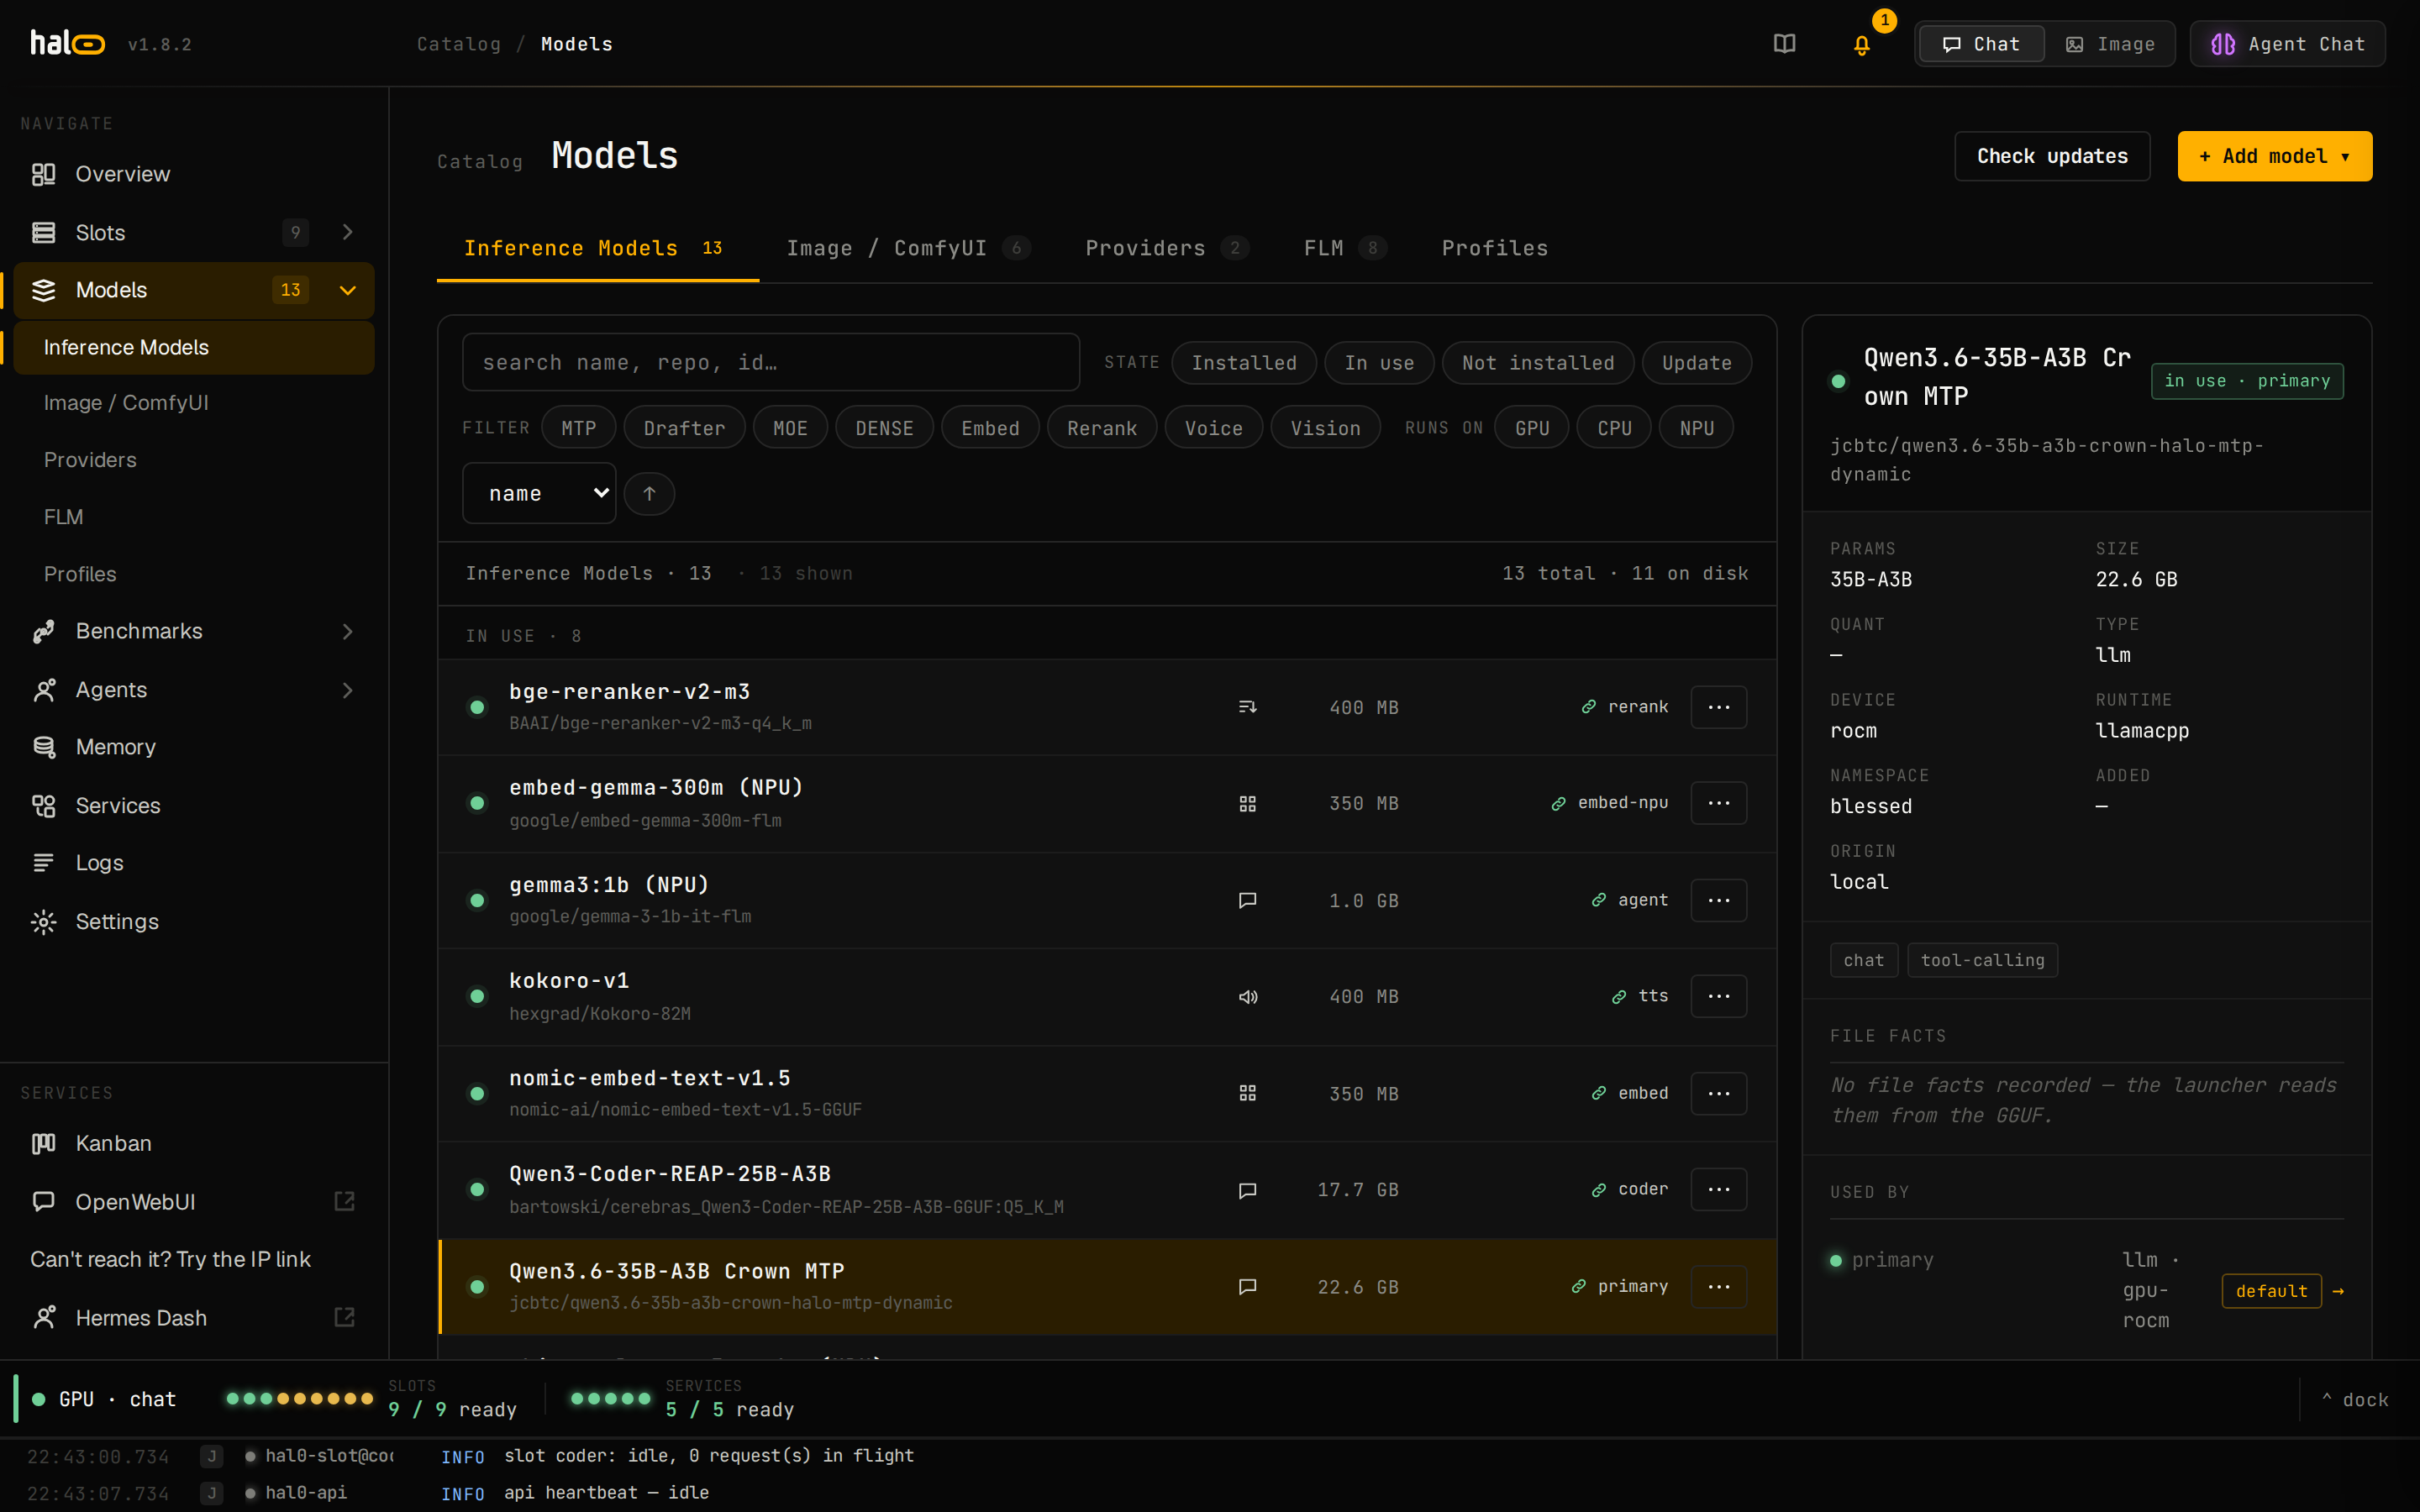 halo v1.8.2
Catalog / Models
1
Chat
Image
Agent Chat
NAVIGATE
Overview
Slots 9
Models 13
Inference Models
Image / ComfyUI
Providers
FLM
Profiles
Benchmarks
Agents
Memory
Services
Logs
Settings
SERVICES
Kanban
OpenWebUI
Can't reach it? Try the IP link
Hermes Dash
Catalog Models
Check updates
+ Add model ▾
Inference Models 13
Image / ComfyUI 6
Providers 2
FLM 8
Profiles
search name, repo, id…
STATE Installed In use Not installed Update
FILTER MTP Drafter MOE DENSE Embed Rerank Voice Vision RUNS ON GPU CPU NPU
name ↑
Inference Models · 13 · 13 shown
13 total · 11 on disk
IN USE · 8
bge-reranker-v2-m3
BAAI/bge-reranker-v2-m3-q4_k_m
400 MB
rerank
···
embed-gemma-300m (NPU)
google/embed-gemma-300m-flm
350 MB
embed-npu
···
gemma3:1b (NPU)
google/gemma-3-1b-it-flm
1.0 GB
agent
···
kokoro-v1
hexgrad/Kokoro-82M
400 MB
tts
···
nomic-embed-text-v1.5
nomic-ai/nomic-embed-text-v1.5-GGUF
350 MB
embed
···
Qwen3-Coder-REAP-25B-A3B
bartowski/cerebras_Qwen3-Coder-REAP-25B-A3B-GGUF:Q5_K_M
17.7 GB
coder
···
Qwen3.6-35B-A3B Crown MTP
jcbtc/qwen3.6-35b-a3b-crown-halo-mtp-dynamic
22.6 GB
primary
···
Qwen3.6-35B-A3B Cr
own MTP
in use · primary
jcbtc/qwen3.6-35b-a3b-crown-halo-mtp-
dynamic
PARAMS SIZE
35B-A3B 22.6 GB
QUANT TYPE
— llm
DEVICE RUNTIME
rocm llamacpp
NAMESPACE ADDED
blessed —
ORIGIN
local
chat tool-calling
FILE FACTS
No file facts recorded — the launcher reads
them from the GGUF.
USED BY
primary
llm ·
gpu-
rocm
default →
GPU · chat
SLOTS
9 / 9 ready
SERVICES
5 / 5 ready
^ dock
22:43:00.734 J hal0-slot@coc INFO slot coder: idle, 0 request(s) in flight
22:43:07.734 J hal0-api INFO api heartbeat — idle